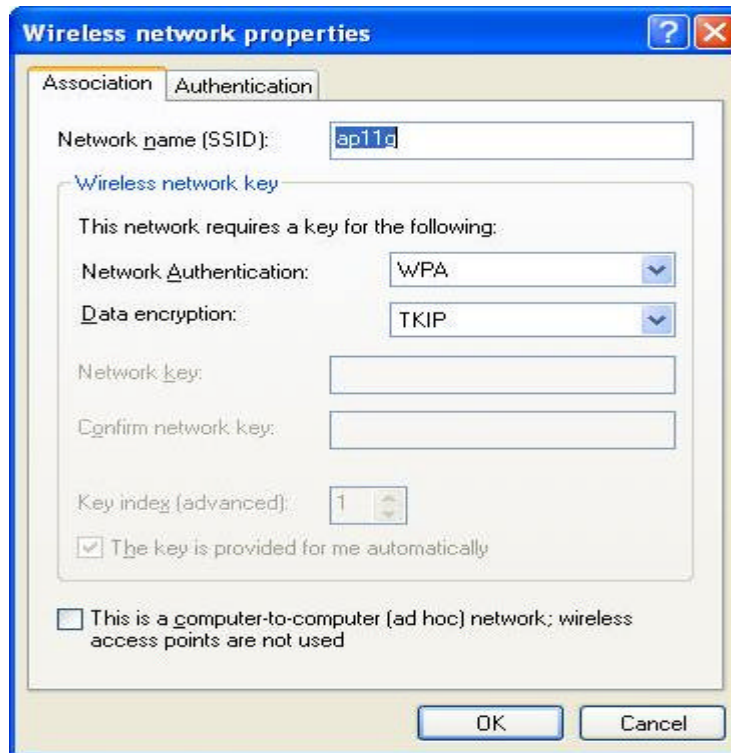 Wireless network properties
Association Authentication
Network name (SSID): ap11g
Wireless network key
This network requires a key for the following:
Network Authentication: WPA
Data encryption: TKIP
Network key:
Confirm network key:
Key index (advanced): 1
The key is provided for me automatically
This is a computer-to-computer (ad hoc) network; wireless
access points are not used
OK Cancel